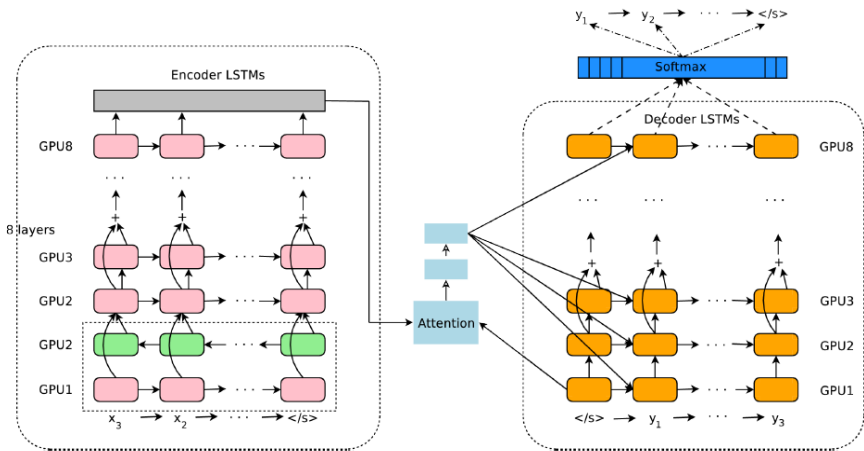 y1 y2 · · · </s>
Softmax
Encoder LSTMs
Decoder LSTMs
GPU8 · · · · · · GPU8
· · · · · · · · · · · · · · · · · ·
+ + +
8 layers
+ + +
GPU3 · · ·
GPU2 · · · · · · GPU3
Attention
GPU2 · · · GPU2
GPU1 · · · · · · GPU1
x3 x2 · · · </s>
</s> y1 · · · y3